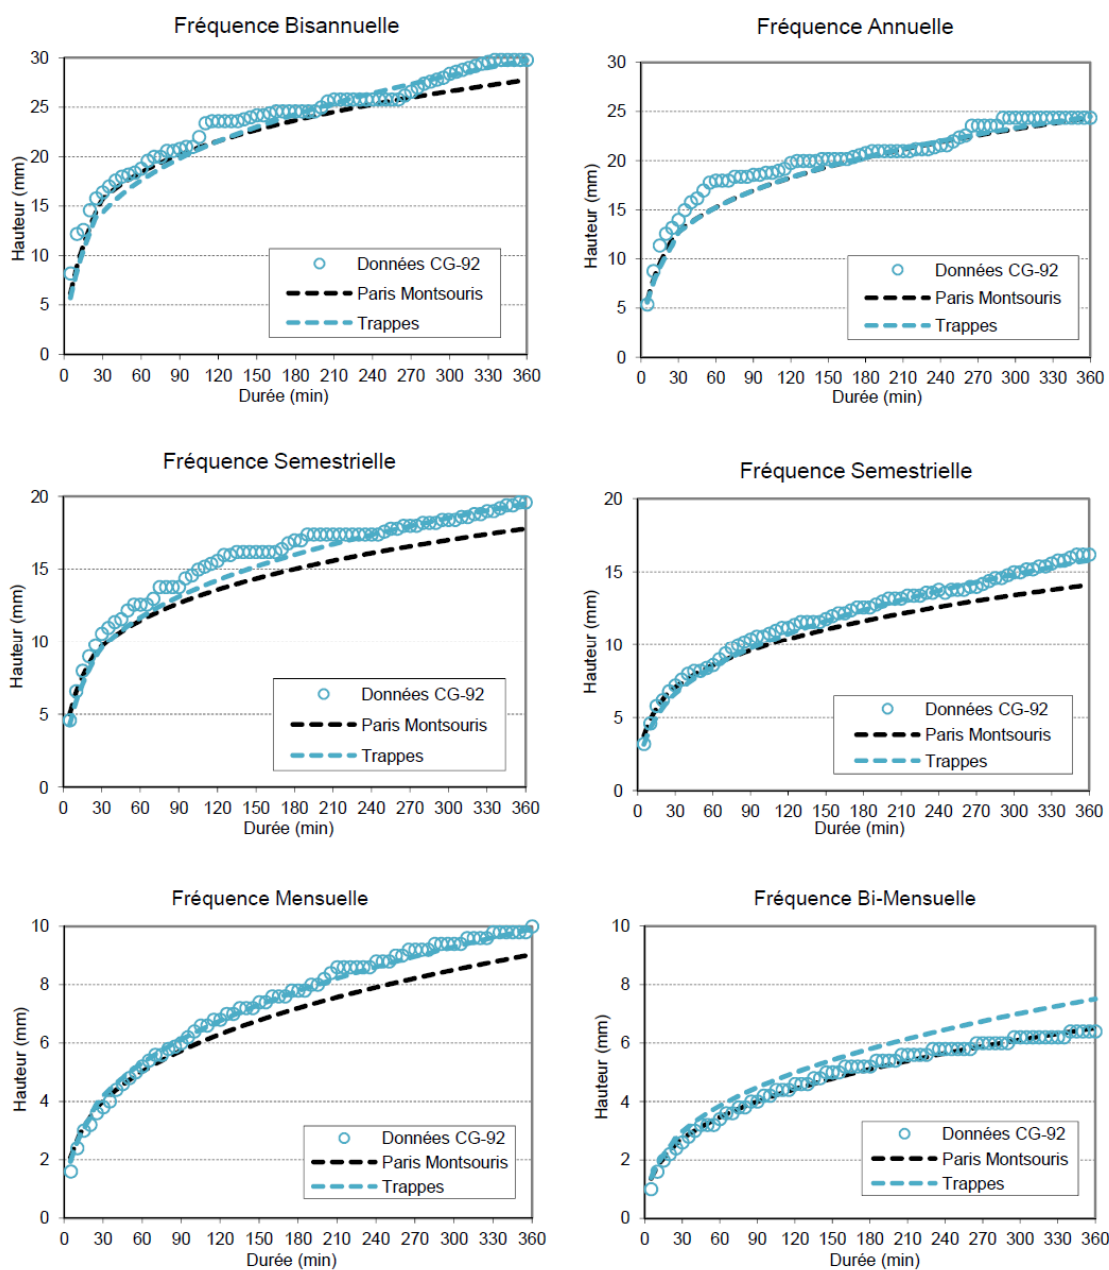 Fréquence Bisannuelle
Hauteur (mm)
30
25
20
15
10
5
0
Données CG-92
Paris Montsouris
Trappes
0 30 60 90 120 150 180 210 240 270 300 330 360
Durée (min)
Fréquence Annuelle
Hauteur (mm)
30
25
20
15
10
5
0
Données CG-92
Paris Montsouris
Trappes
0 30 60 90 120 150 180 210 240 270 300 330 360
Durée (min)
Fréquence Semestrielle
Hauteur (mm)
20
15
10
5
0
Données CG-92
Paris Montsouris
Trappes
0 30 60 90 120 150 180 210 240 270 300 330 360
Durée (min)
Fréquence Semestrielle
Hauteur (mm)
20
15
10
5
0
Données CG-92
Paris Montsouris
Trappes
0 30 60 90 120 150 180 210 240 270 300 330 360
Durée (min)
Fréquence Mensuelle
Hauteur (mm)
10
8
6
4
2
0
Données CG-92
Paris Montsouris
Trappes
0 30 60 90 120 150 180 210 240 270 300 330 360
Durée (min)
Fréquence Bi-Mensuelle
Hauteur (mm)
10
8
6
4
2
0
Données CG-92
Paris Montsouris
Trappes
0 30 60 90 120 150 180 210 240 270 300 330 360
Durée (min)